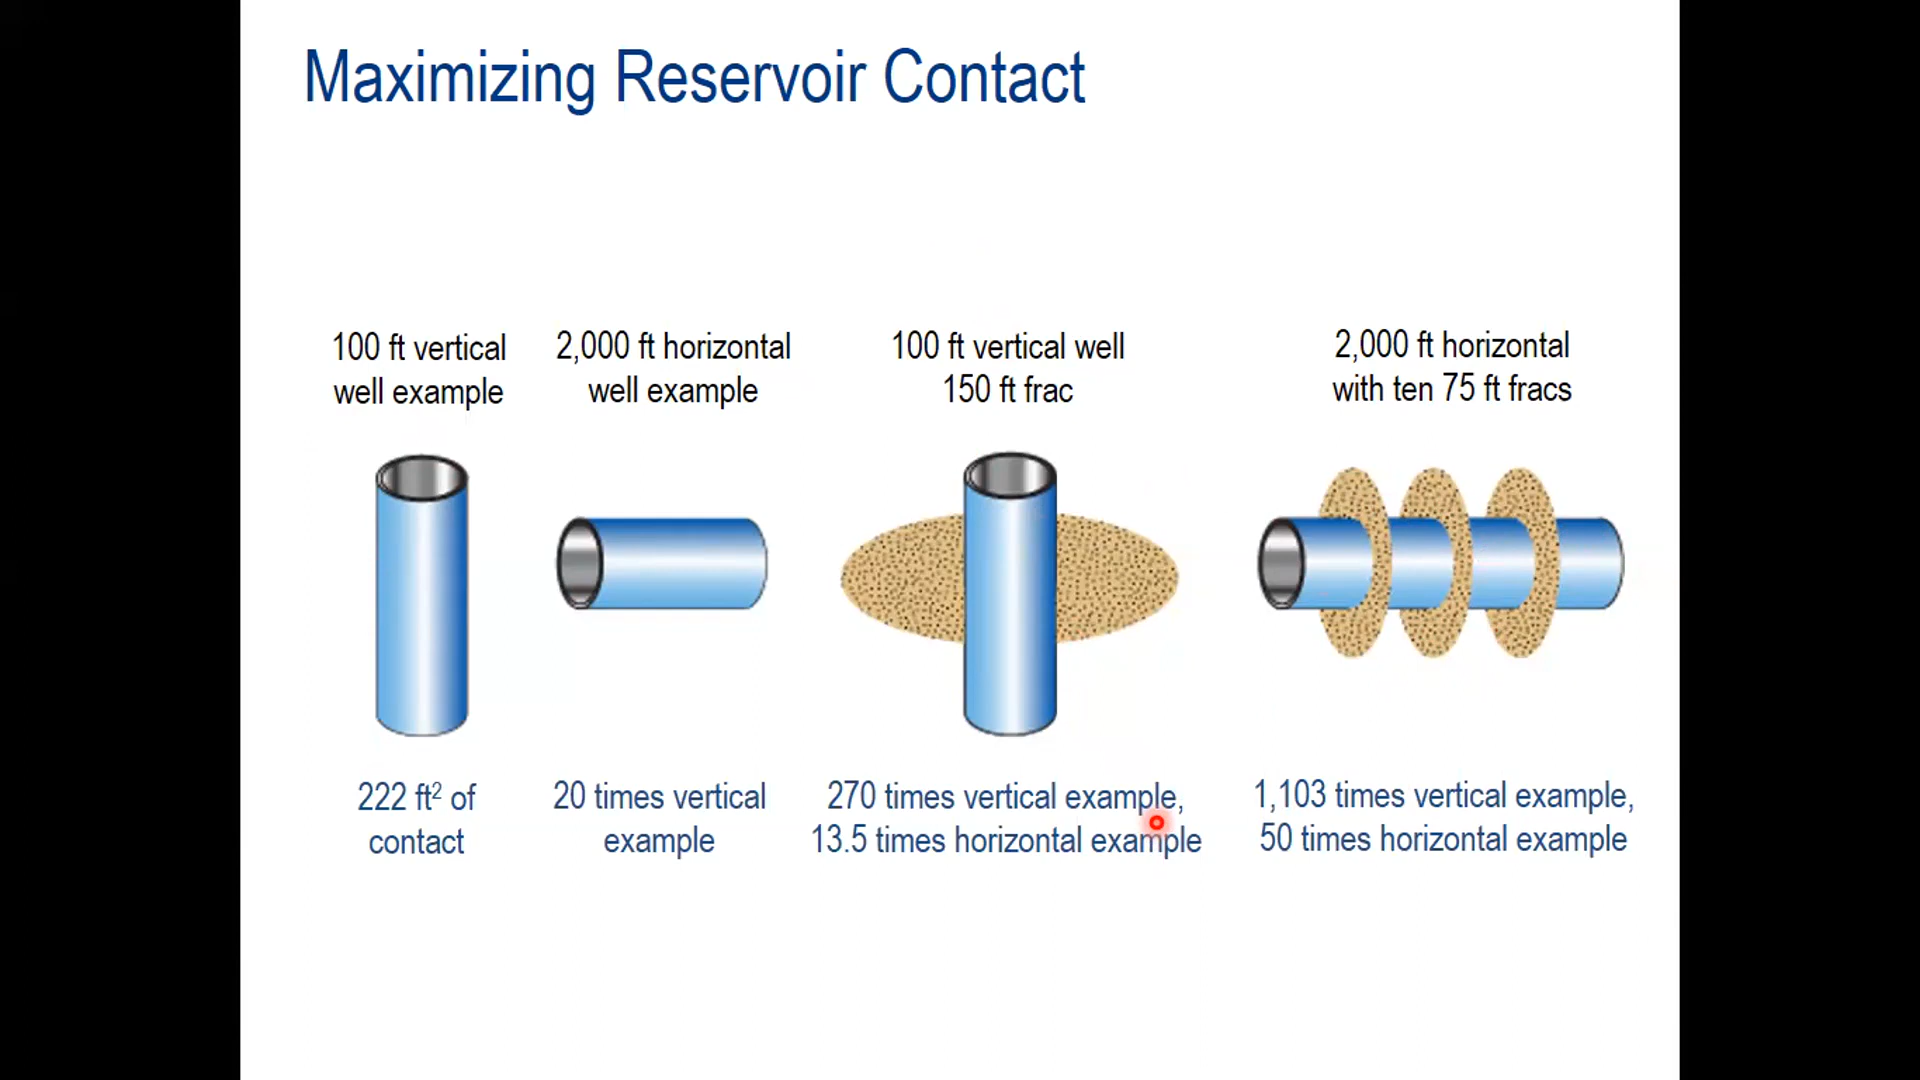 Maximizing Reservoir Contact
100 ft vertical
well example
2,000 ft horizontal
well example
100 ft vertical well
150 ft frac
2,000 ft horizontal
with ten 75 ft fracs
222 ft² of
contact
20 times vertical
example
270 times vertical example,
13.5 times horizontal example
1,103 times vertical example,
50 times horizontal example